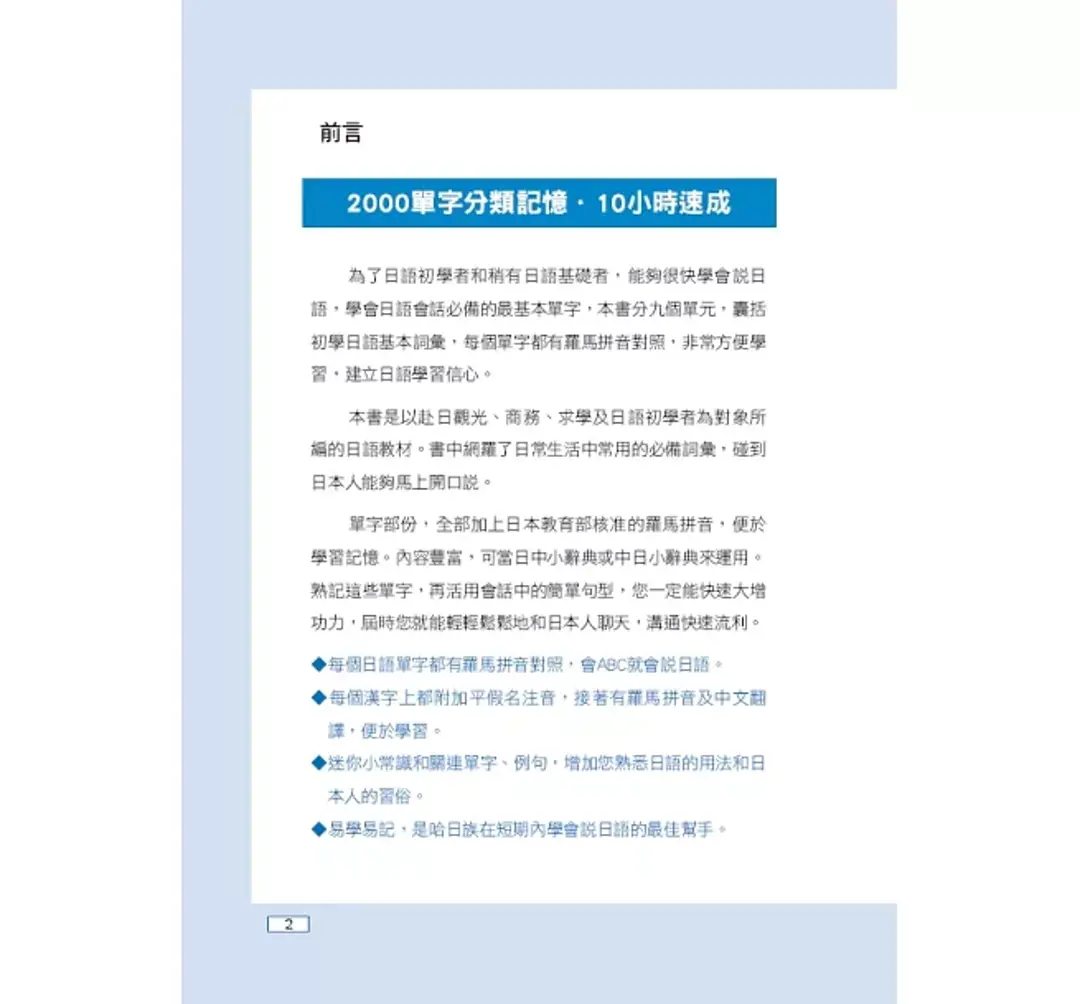 前言
2000單字分類記憶．10小時速成
為了日語初學者和稍有日語基礎者，能夠很快學會說日
語，學會日語會話必備的最基本單字，本書分九個單元，囊括
初學日語基本詞彙，每個單字都有羅馬拼音對照，非常方便學
習，建立日語學習信心。
本書是以赴日觀光、商務、求學及日語初學者為對象所
編的日語教材。書中網羅了日常生活中常用的必備詞彙，碰到
日本人能夠馬上開口說。
單字部份，全部加上日本教育部核准的羅馬拼音，便於
學習記憶。內容豐富，可當日中小辭典或中日小辭典來運用。
熟記這些單字，再活用會話中的簡單句型，您一定能快速大增
功力，屆時您就能輕輕鬆鬆地和日本人聊天，溝通快速流利。
◆每個日語單字都有羅馬拼音對照，會ABC就會說日語。
◆每個漢字上都附加平假名注音，接著有羅馬拼音及中文翻
譯，便於學習。
◆迷你小常識和關連單字、例句，增加您熟悉日語的用法和日
本人的習俗。
◆易學易記，是哈日族在短期內學會說日語的最佳幫手。
2